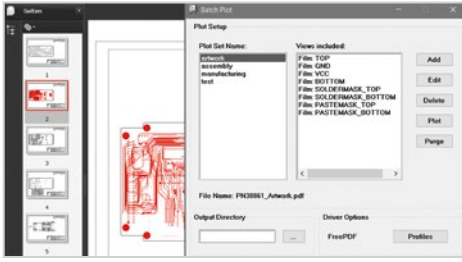 Seiten
1
2
3
4
5
Batch Plot
Plot Setup
Plot Set Name:
artwork
assembly
manufacturing
test
Views included:
Film: TOP
Film: GND
Film: VCC
Film: BOTTOM
Film: SOLDERMASK_TOP
Film: SOLDERMASK_BOTTOM
Film: PASTEMASK_TOP
Film: PASTEMASK_BOTTOM
Add
Edit
Delete
Plot
Purge
File Name: PN38861_Artwork.pdf
Output Directory
...
Driver Options
FreePDF
Profiles